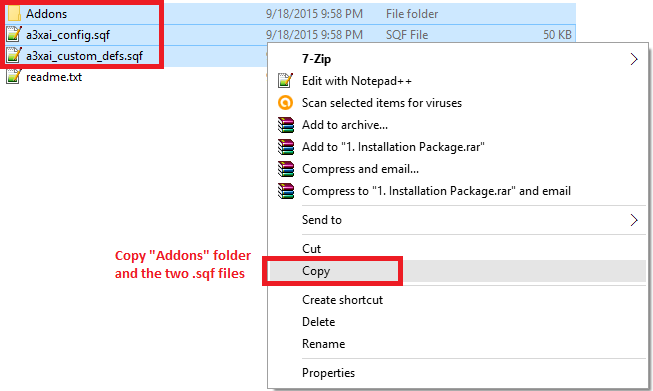 Addons 9/18/2015 9:58 PM File folder
a3xai_config.sqf 9/18/2015 9:58 PM SQF File 50 KB
a3xai_custom_defs.sqf
readme.txt
7-Zip
Edit with Notepad++
Scan selected items for viruses
Add to archive...
Add to "1. Installation Package.rar"
Compress and email...
Compress to "1. Installation Package.rar" and email
Send to
Cut
Copy
Create shortcut
Delete
Rename
Properties
Copy "Addons" folder
and the two .sqf files